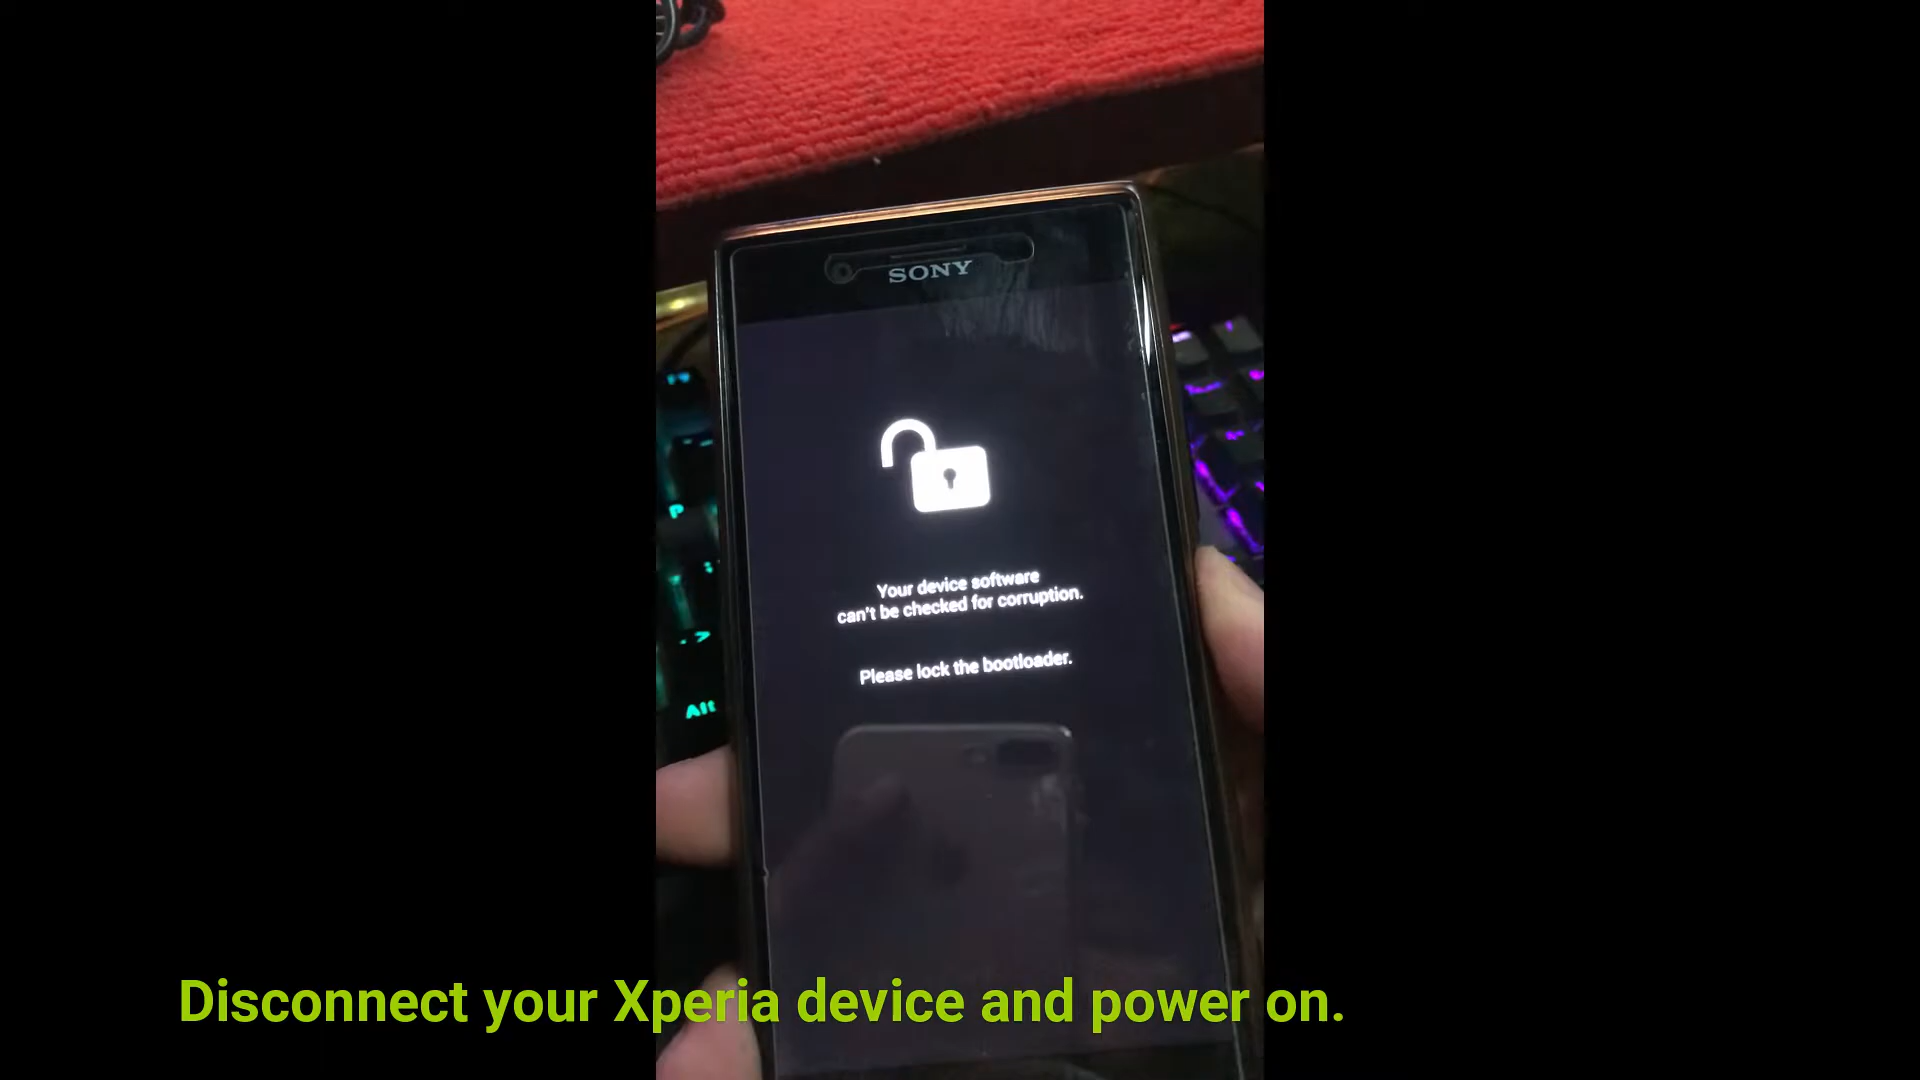 SONY
Your device software
can't be checked for corruption.
Please lock the bootloader.
P
Alt
Disconnect your Xperia device and power on.